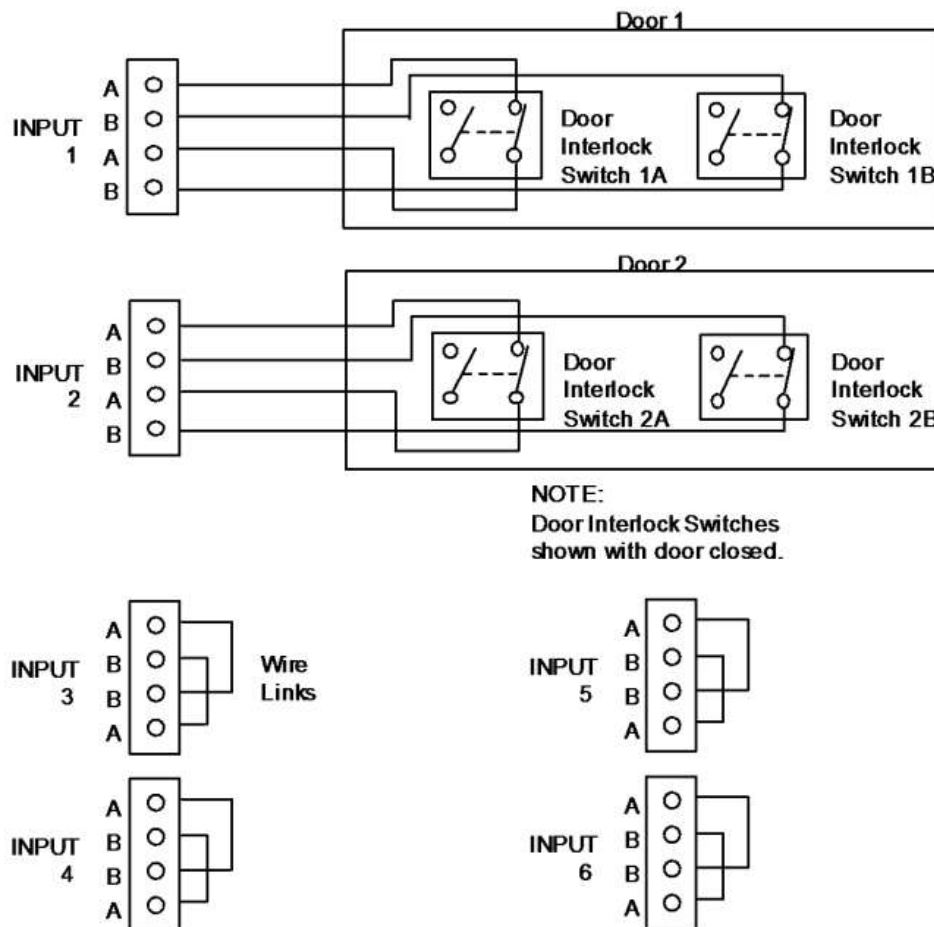 Door 1
A
B
A
B
INPUT
1
Door
Interlock
Switch 1A
Door
Interlock
Switch 1B
Door 2
A
B
A
B
INPUT
2
Door
Interlock
Switch 2A
Door
Interlock
Switch 2B
NOTE:
Door Interlock Switches
shown with door closed.
A
B
B
A
INPUT
3
Wire
Links
A
B
B
A
INPUT
5
A
B
B
A
INPUT
4
A
B
B
A
INPUT
6